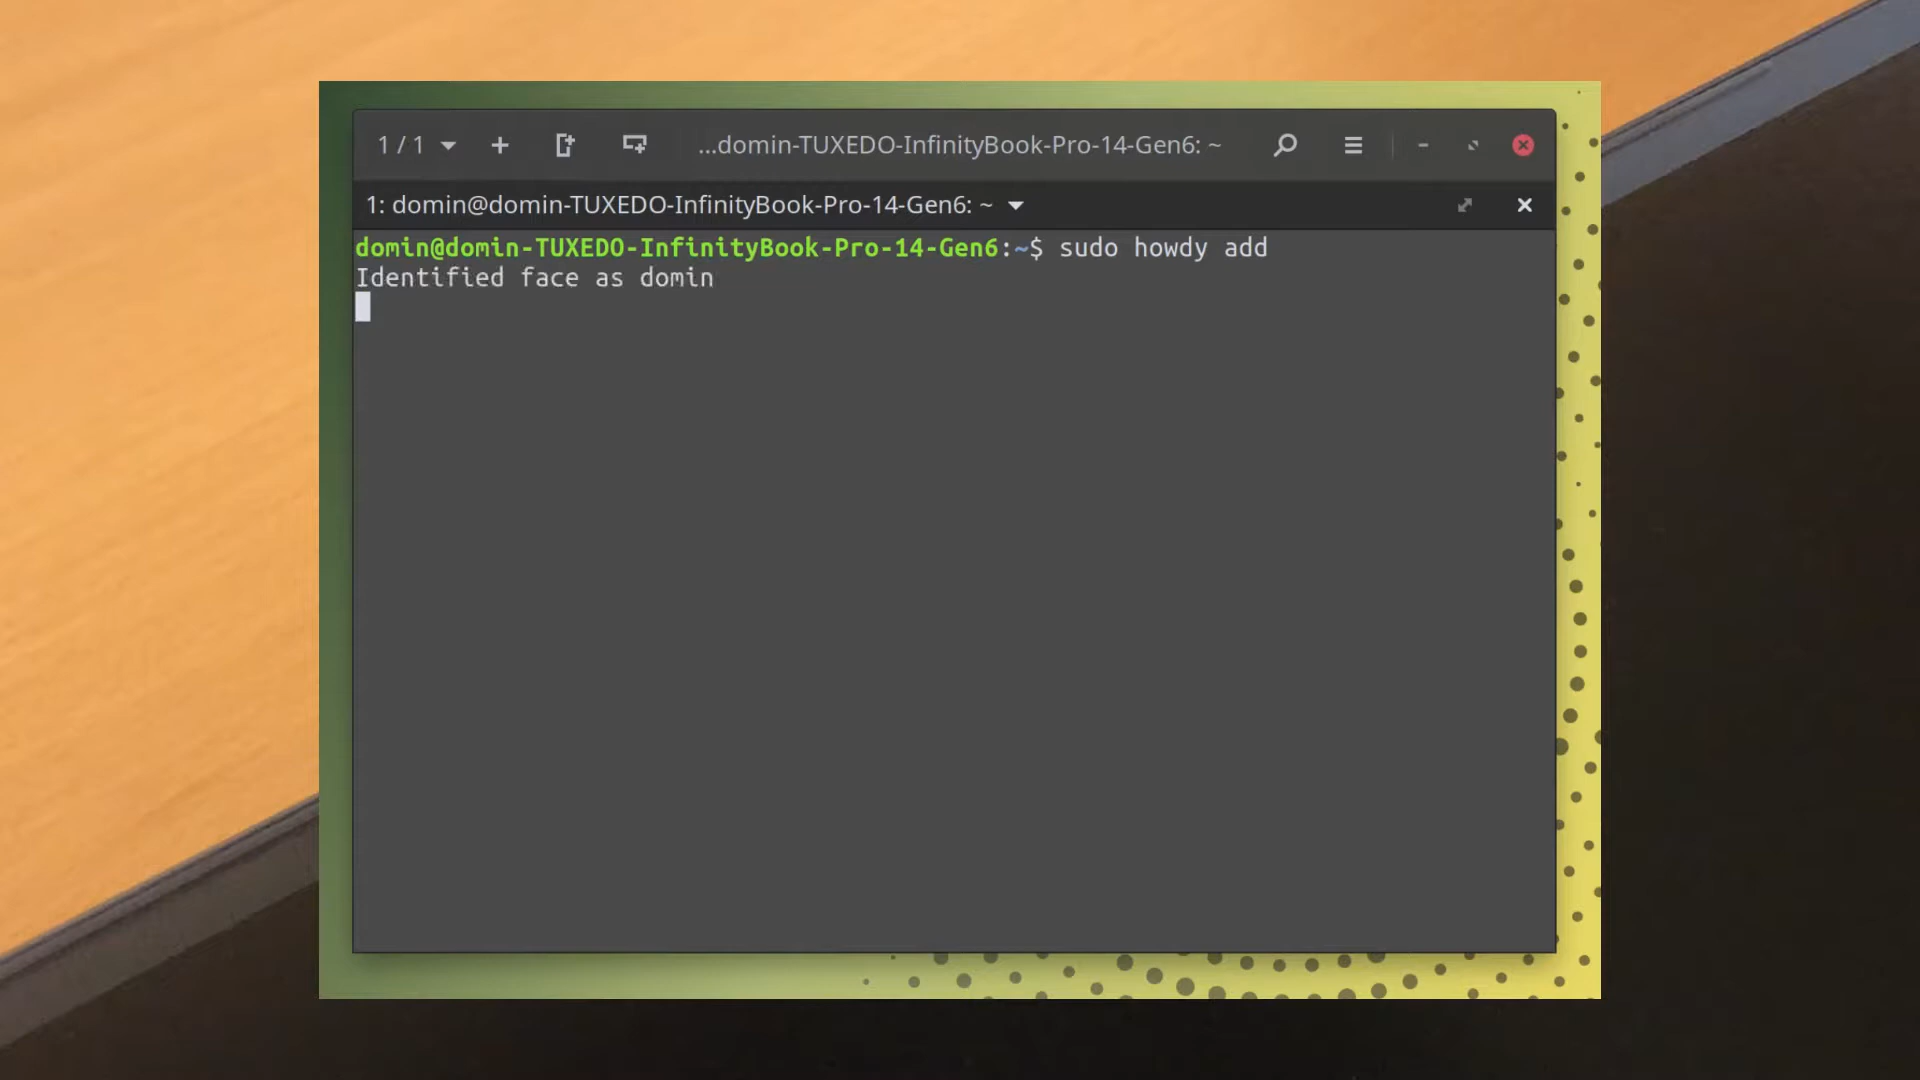 1 / 1
...domin-TUXEDO-InfinityBook-Pro-14-Gen6: ~
1: domin@domin-TUXEDO-InfinityBook-Pro-14-Gen6: ~
domin@domin-TUXEDO-InfinityBook-Pro-14-Gen6:~$ sudo howdy add
Identified face as domin